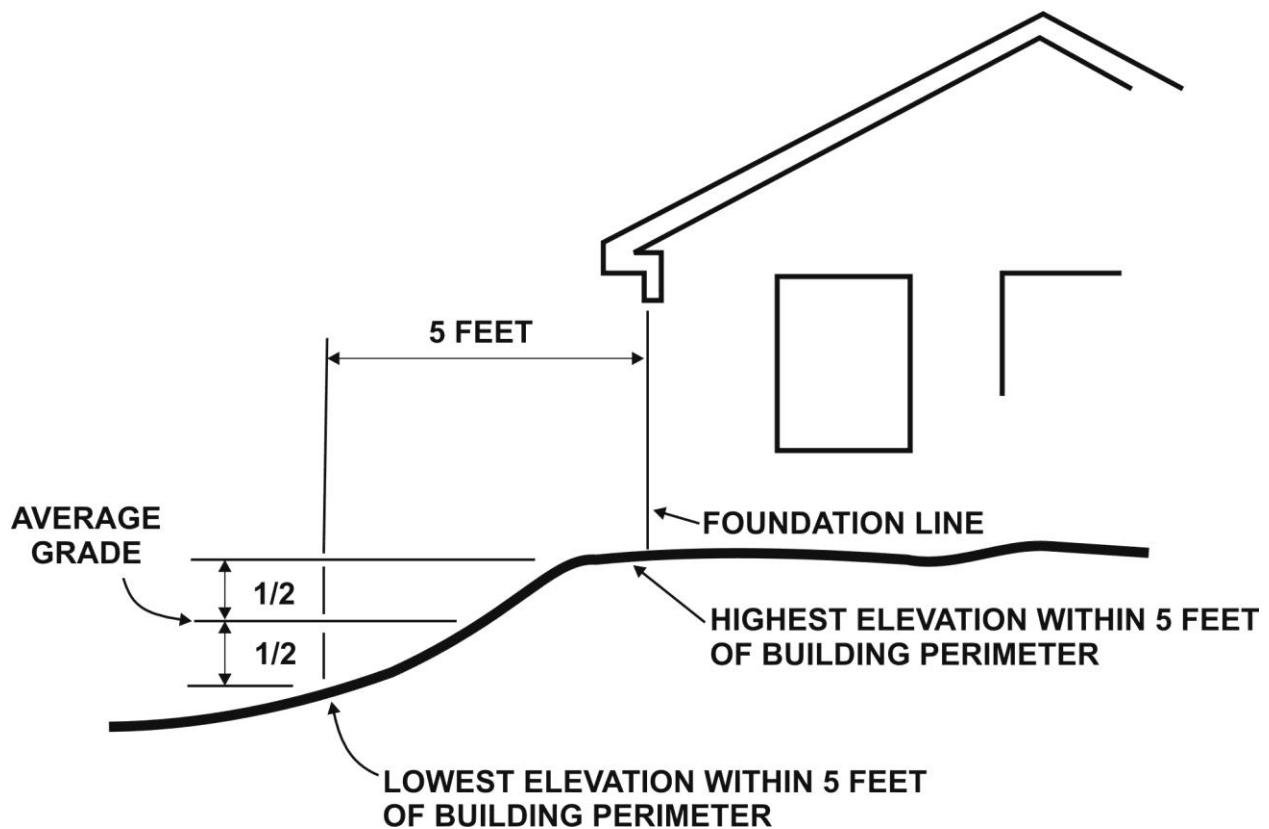 5 FEET
AVERAGE
GRADE
FOUNDATION LINE
1/2
1/2
HIGHEST ELEVATION WITHIN 5 FEET
OF BUILDING PERIMETER
LOWEST ELEVATION WITHIN 5 FEET
OF BUILDING PERIMETER